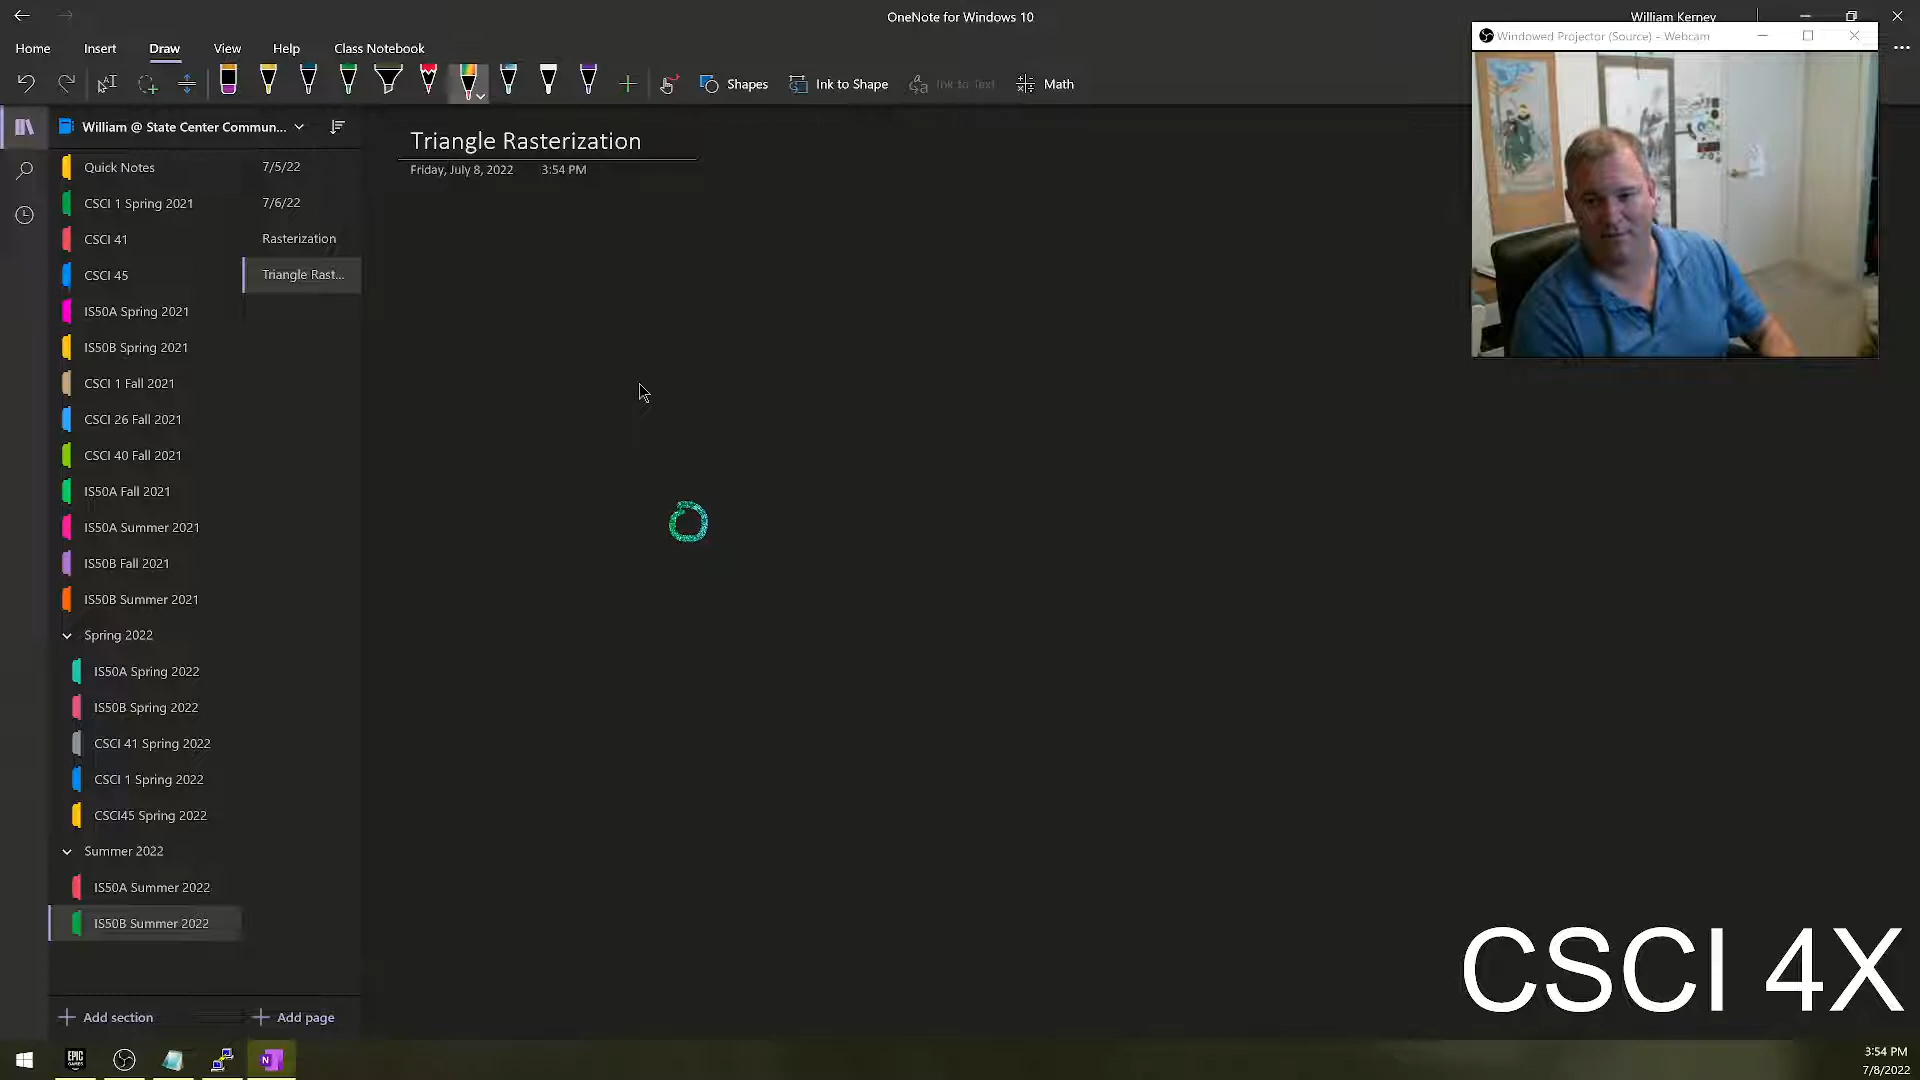 OneNote for Windows 10
William Kerney
Home
Insert
Draw
View
Help
Class Notebook
Windowed Projector (Source) - Webcam
Shapes
Ink to Shape
Ink to Text
Math
William @ State Center Commun...
Quick Notes
CSCI 1 Spring 2021
CSCI 41
CSCI 45
IS50A Spring 2021
IS50B Spring 2021
CSCI 1 Fall 2021
CSCI 26 Fall 2021
CSCI 40 Fall 2021
IS50A Fall 2021
IS50A Summer 2021
IS50B Fall 2021
IS50B Summer 2021
Spring 2022
IS50A Spring 2022
IS50B Spring 2022
CSCI 41 Spring 2022
CSCI 1 Spring 2022
CSCI45 Spring 2022
Summer 2022
IS50A Summer 2022
IS50B Summer 2022
Add section
7/5/22
7/6/22
Rasterization
Triangle Rast...
Add page
Triangle Rasterization
Friday, July 8, 2022 3:54 PM
CSCI 4X
EPIC
GAMES
N
3:54 PM
7/8/2022